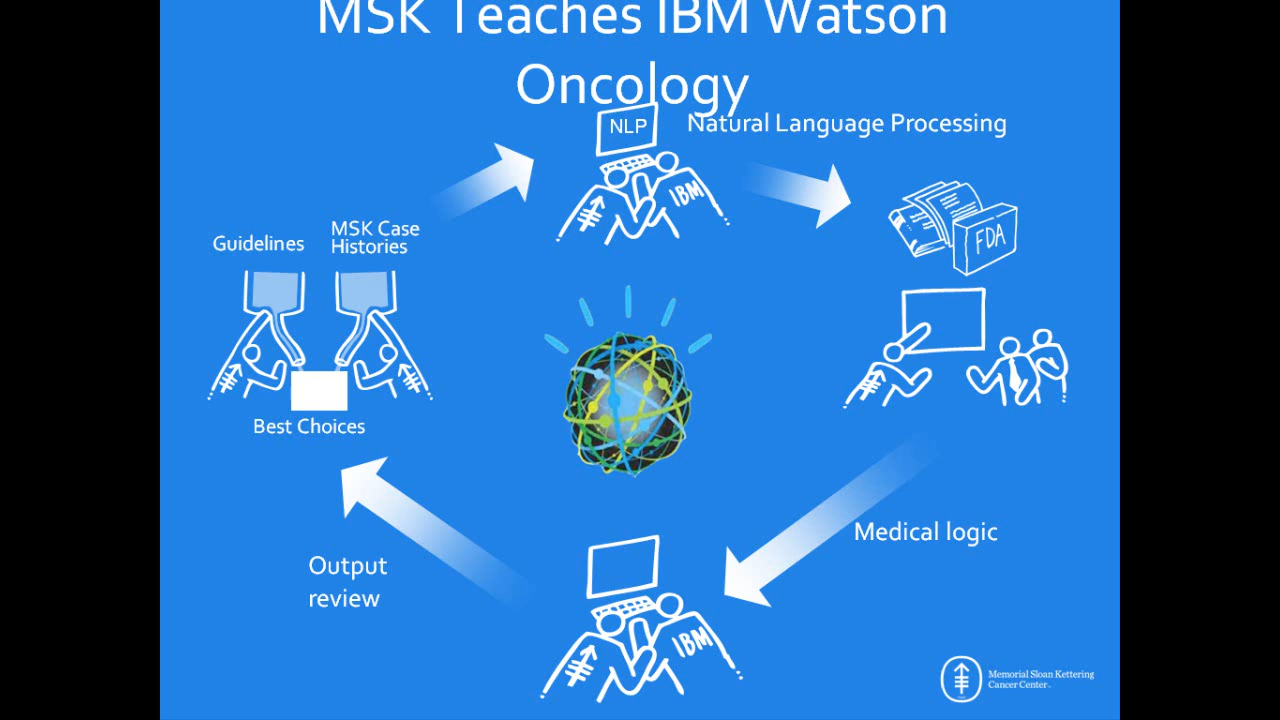 MSK Teaches IBM Watson
Oncology
NLP
Natural Language Processing
IBM
FDA
Guidelines
MSK Case
Histories
Best Choices
Medical logic
Output
review
IBM
Memorial Sloan Kettering
Cancer Center